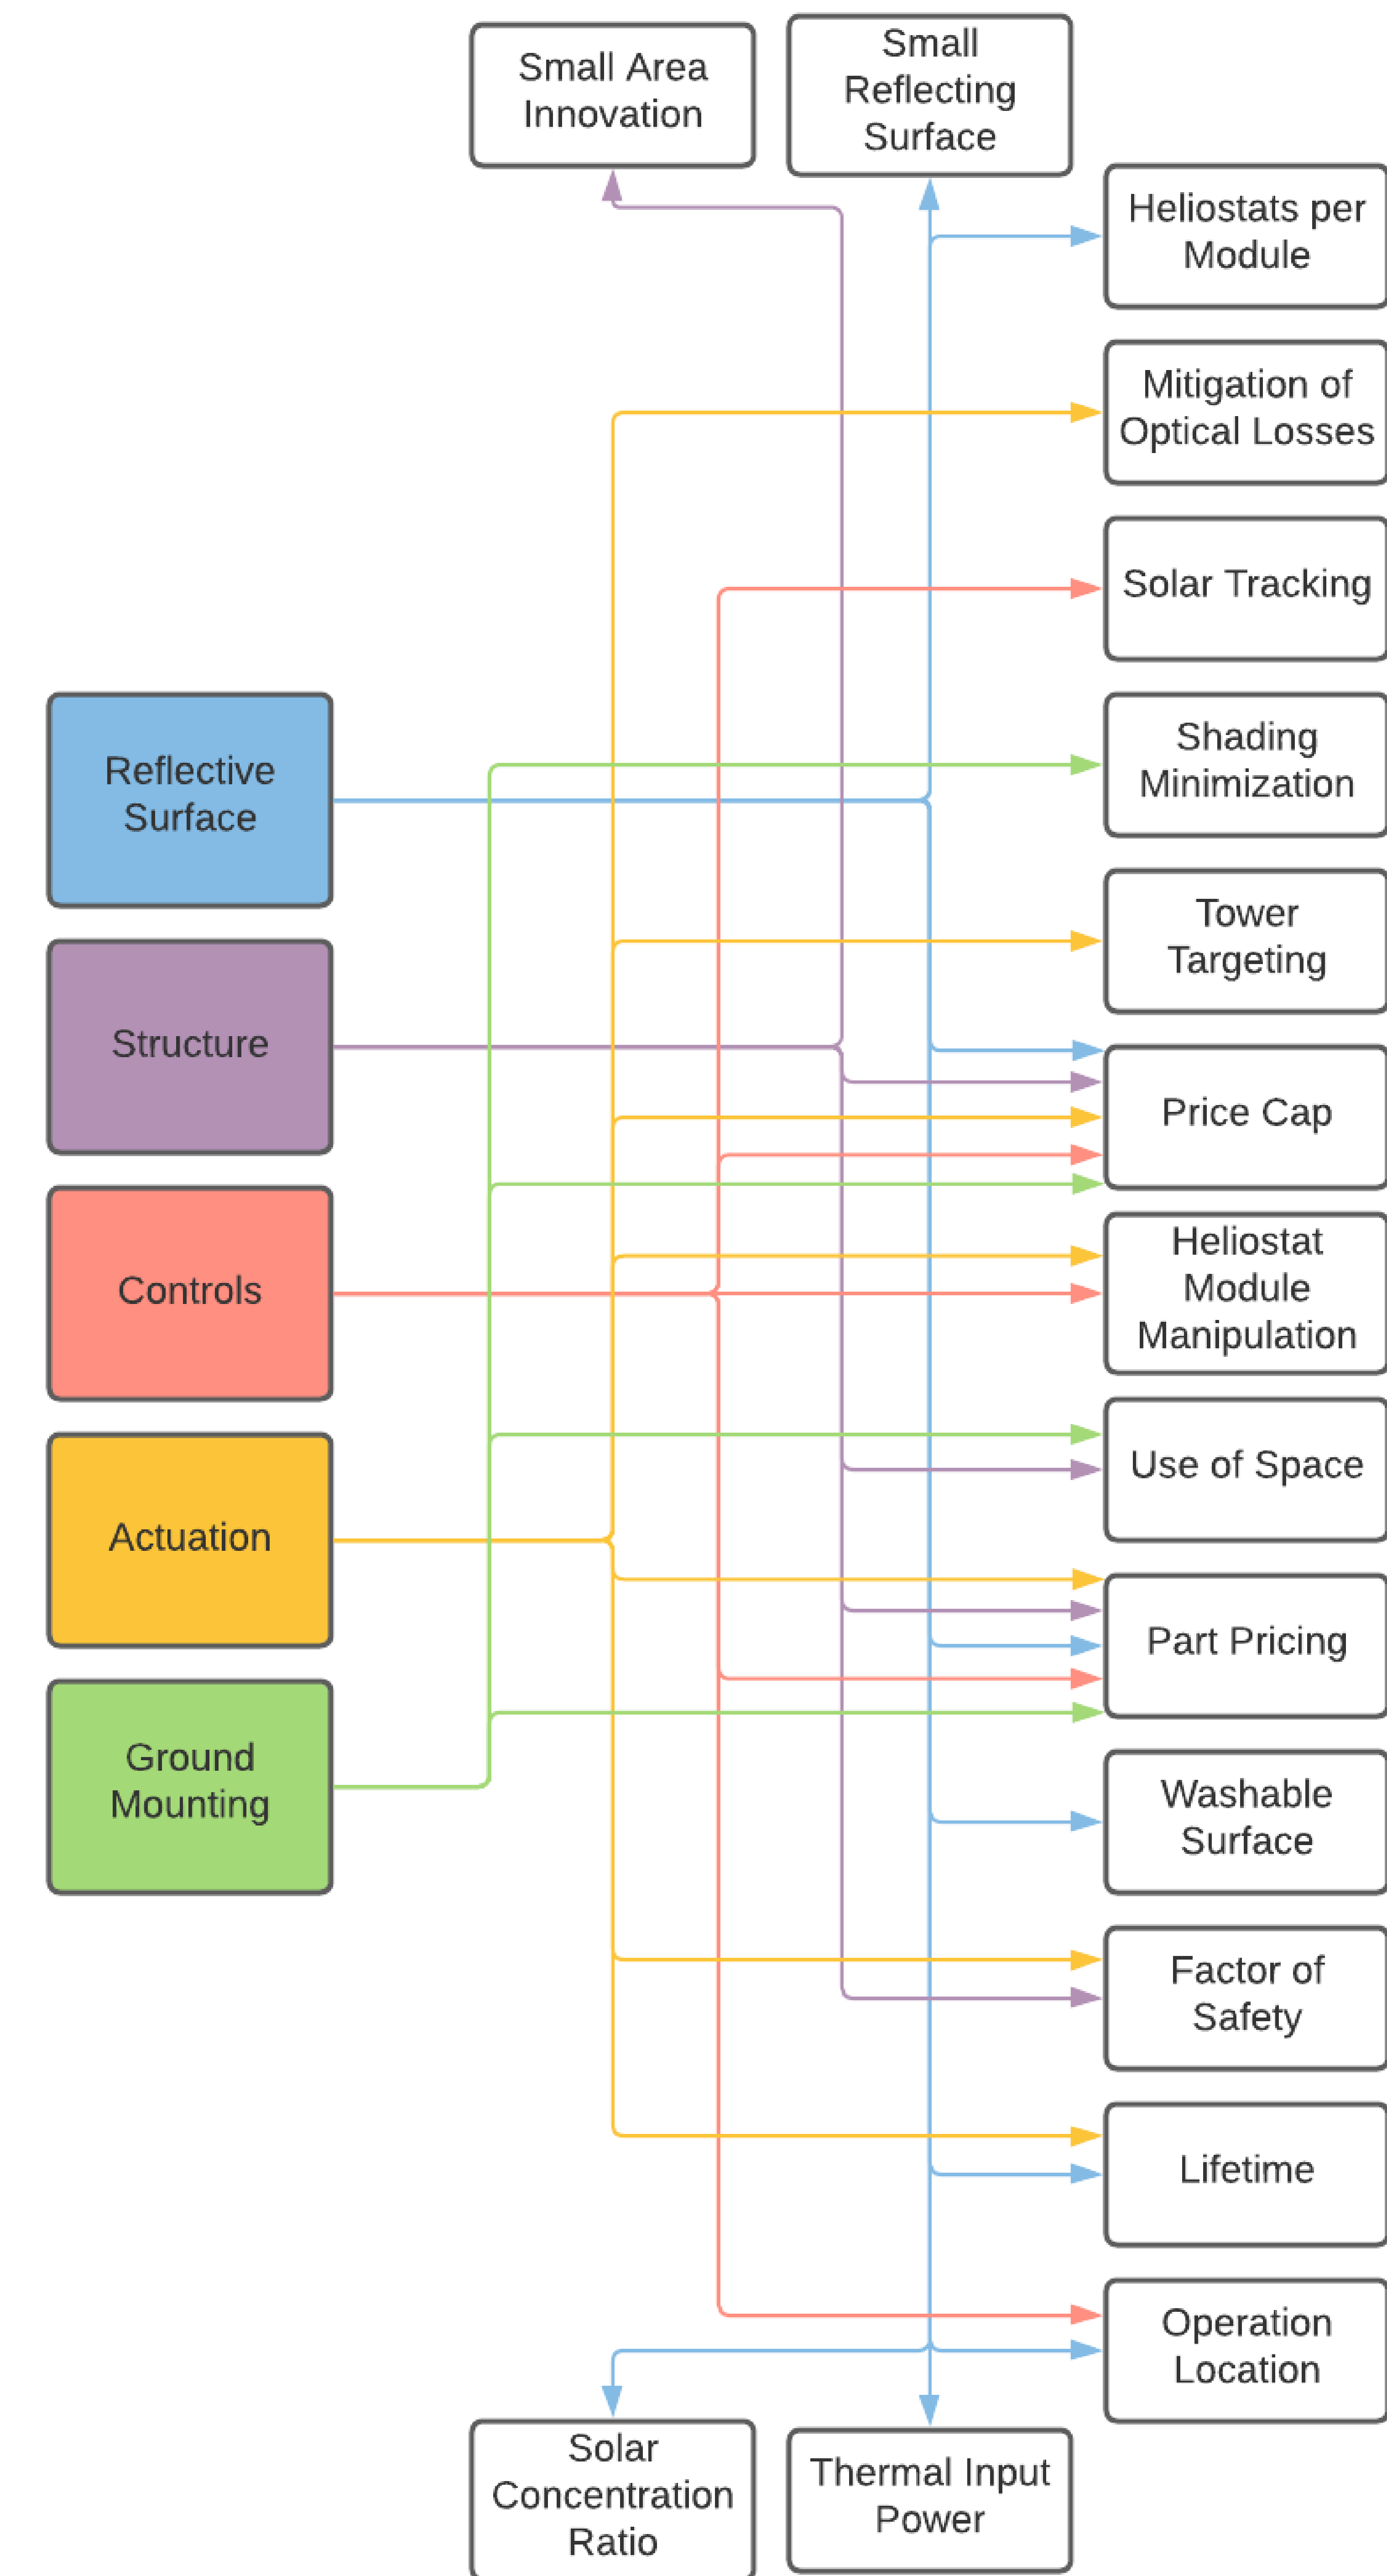 Small Area
Innovation
Small
Reflecting
Surface
Heliostats per
Module
Mitigation of
Optical Losses
Solar Tracking
Reflective
Surface
Shading
Minimization
Tower
Targeting
Structure
Price Cap
Controls
Heliostat
Module
Manipulation
Use of Space
Actuation
Part Pricing
Ground
Mounting
Washable
Surface
Factor of
Safety
Lifetime
Operation
Location
Solar
Concentration
Ratio
Thermal Input
Power